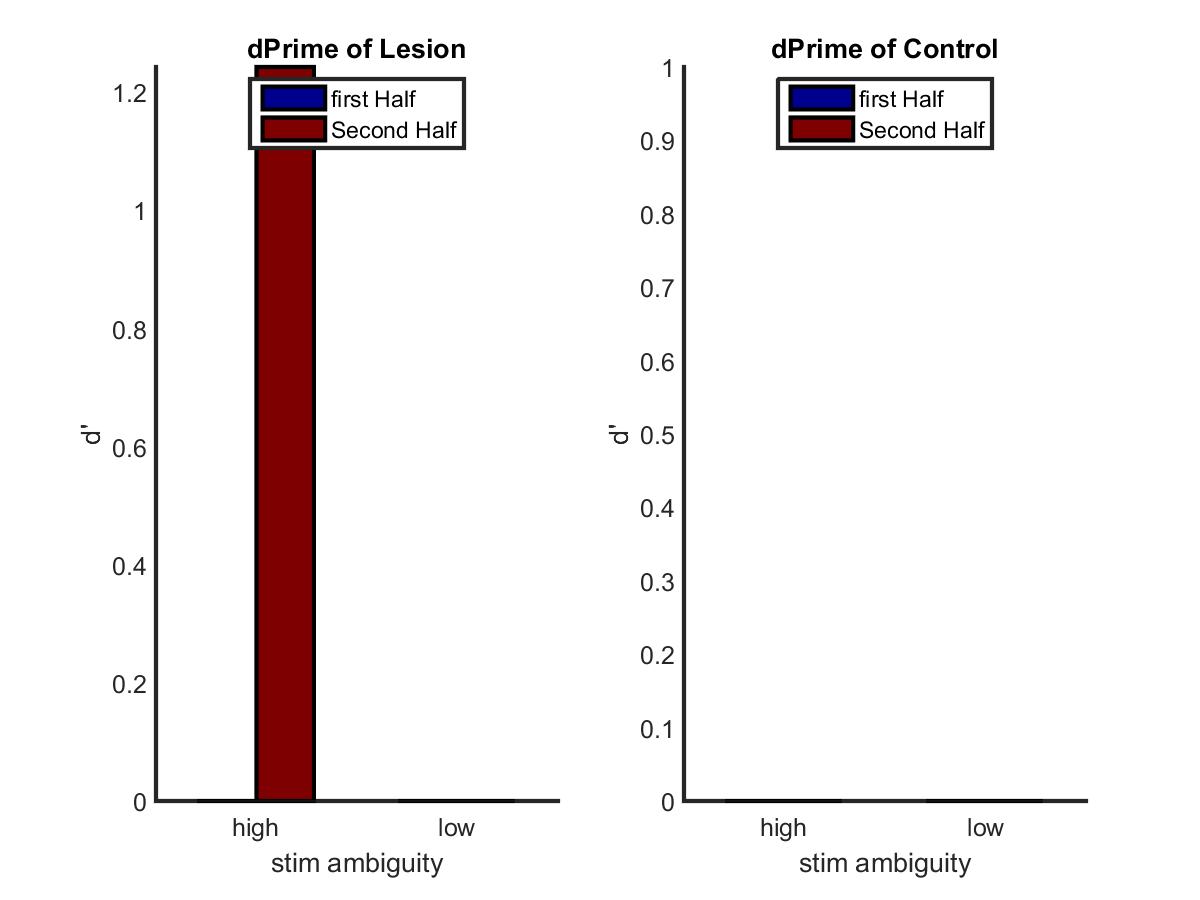 dPrime of Lesion
first Half
Second Half
1.2
1
0.8
0.6
0.4
0.2
0
d'
high
low
stim ambiguity
dPrime of Control
first Half
Second Half
1
0.9
0.8
0.7
0.6
0.5
0.4
0.3
0.2
0.1
0
d'
high
low
stim ambiguity